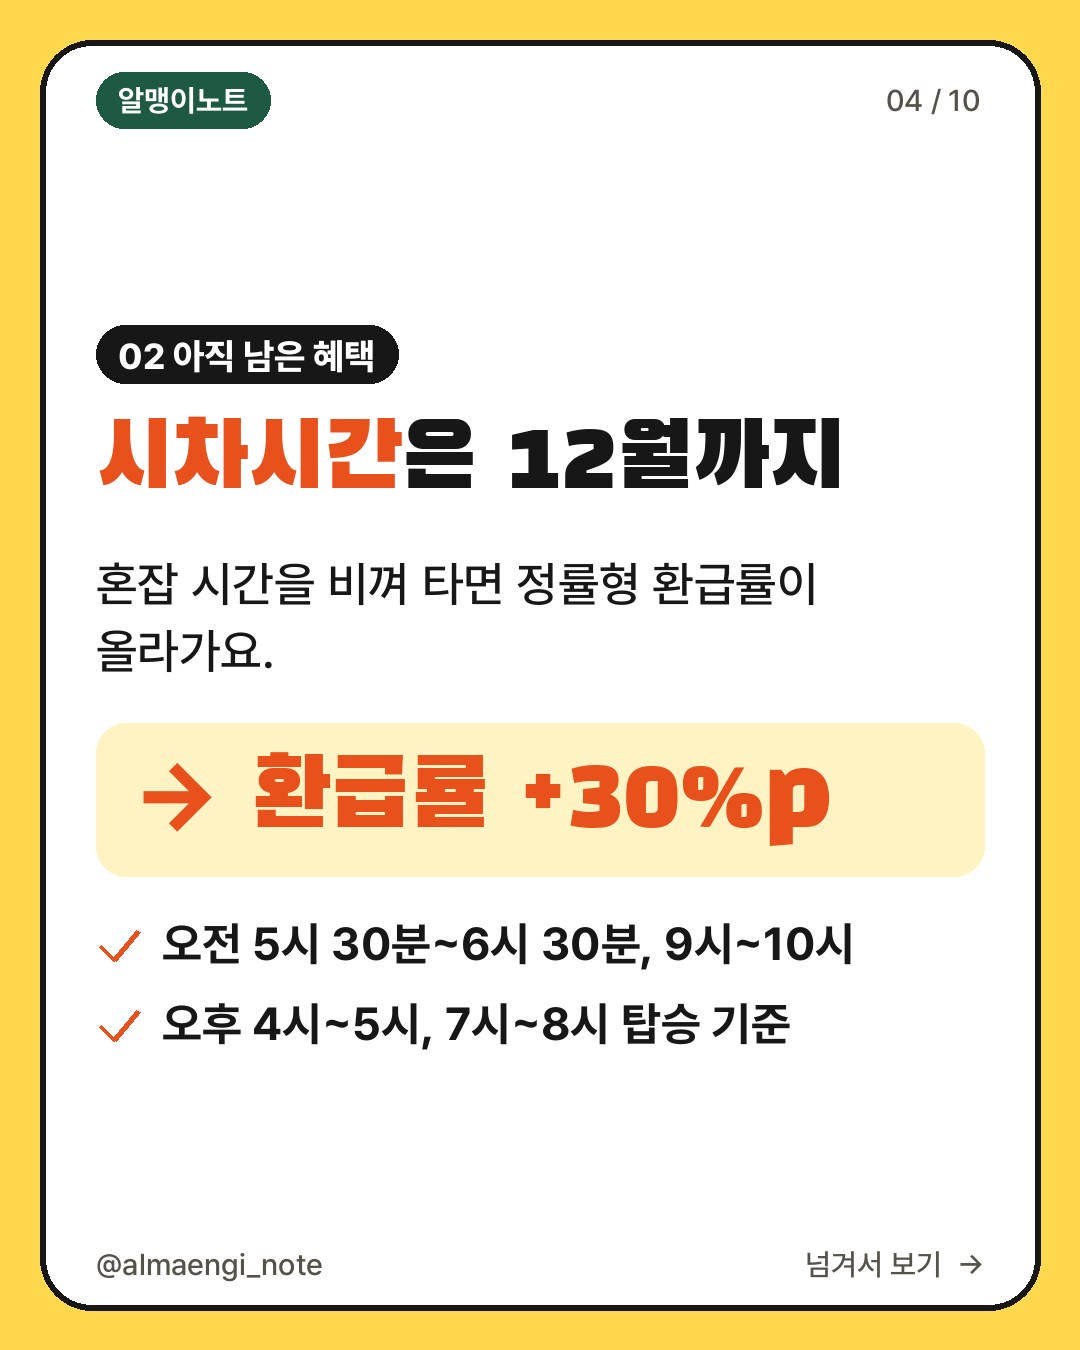 알맹이노트
04 / 10
02 아직 남은 혜택
시차시간은 12월까지
혼잡 시간을 비껴 타면 정률형 환급률이
올라가요.
→ 환급률 +30%p
오전 5시 30분~6시 30분, 9시~10시
오후 4시~5시, 7시~8시 탑승 기준
@almaengi_note
넘겨서 보기 →